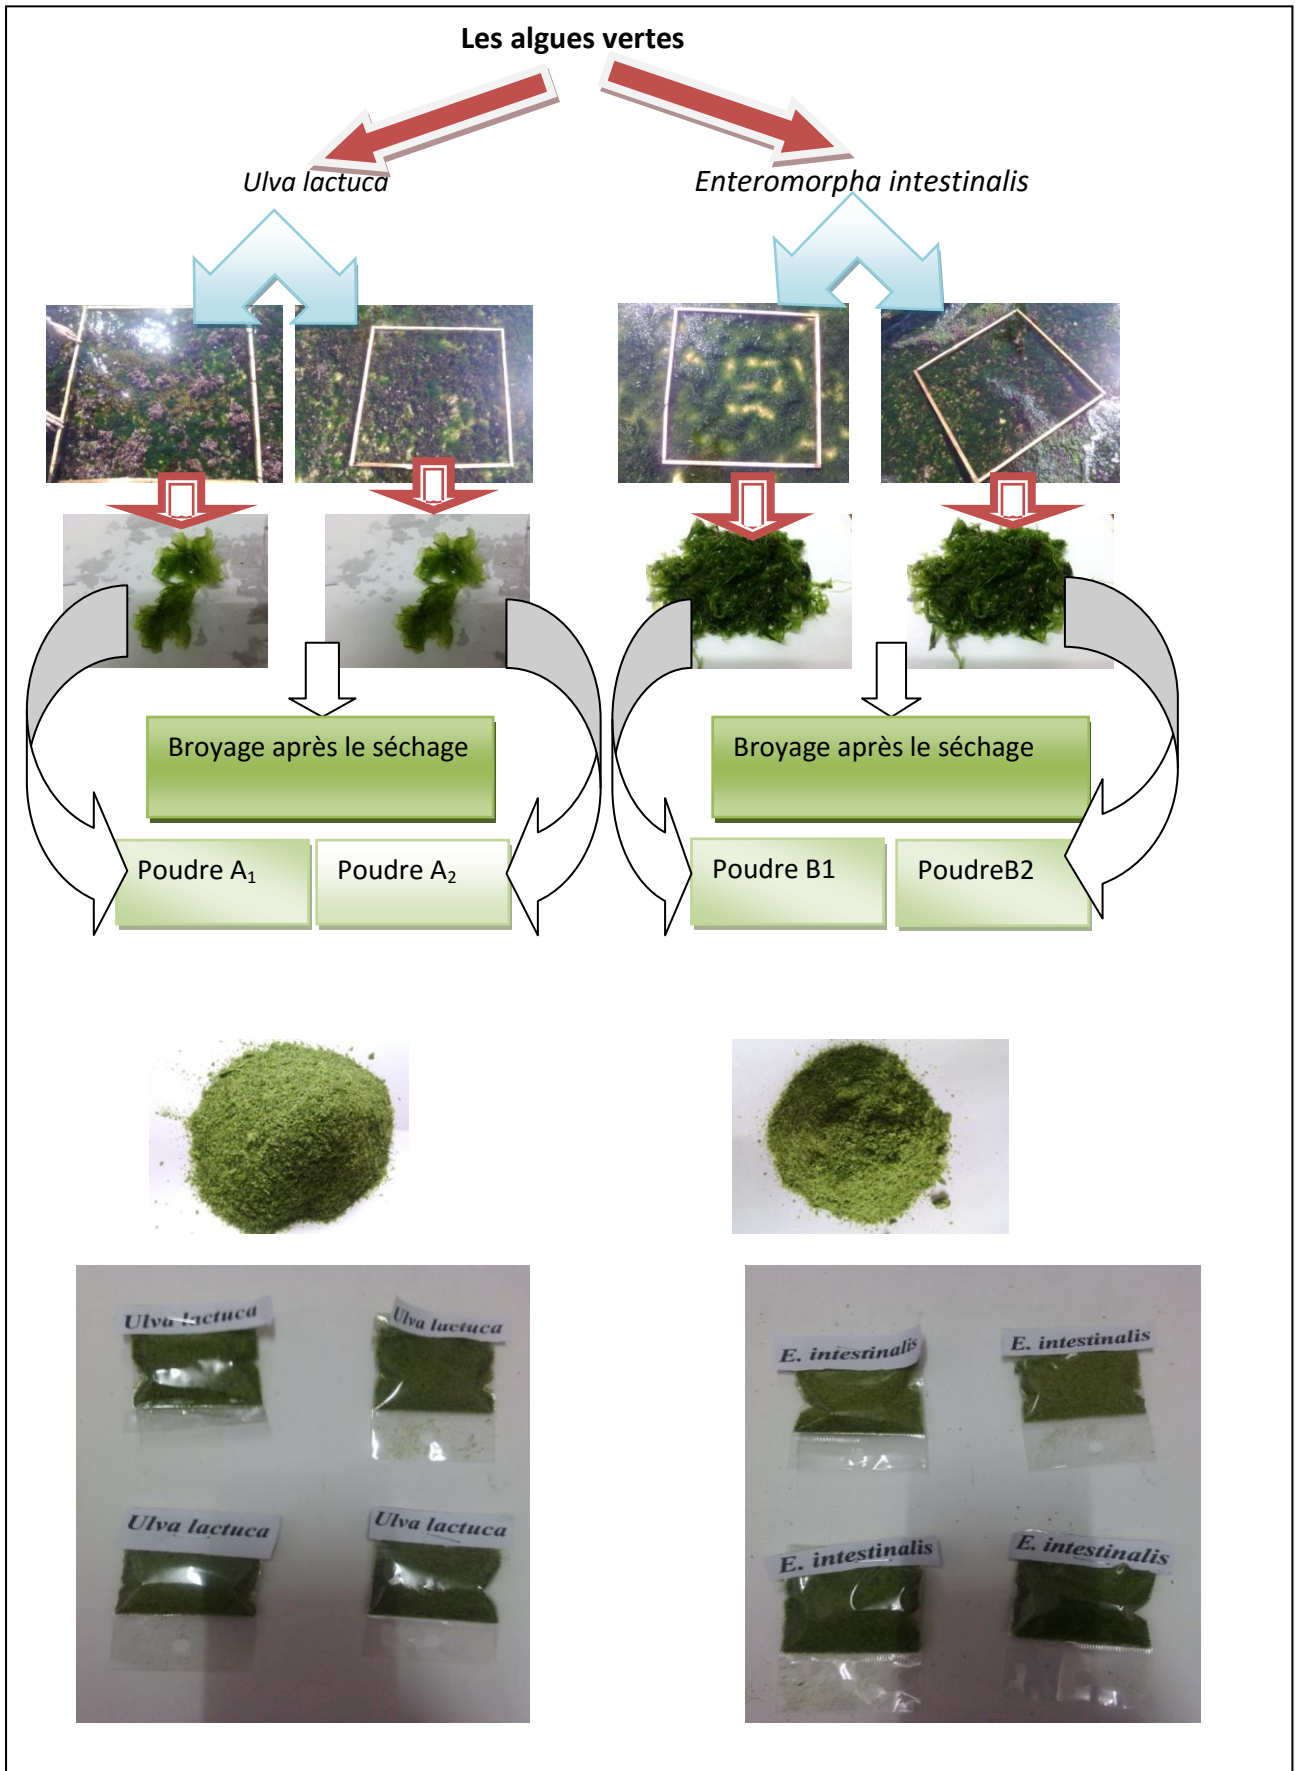 Les algues vertes
Ulva lactuca
Enteromorpha intestinalis
Broyage après le séchage
Broyage après le séchage
Poudre A₁
Poudre A₂
Poudre B1
PoudreB2
Ulva lactuca
Ulva lactuca
E. intestinalis
E. intestinalis
Ulva lactuca
Ulva lactuca
E. intestinalis
E. intestinalis